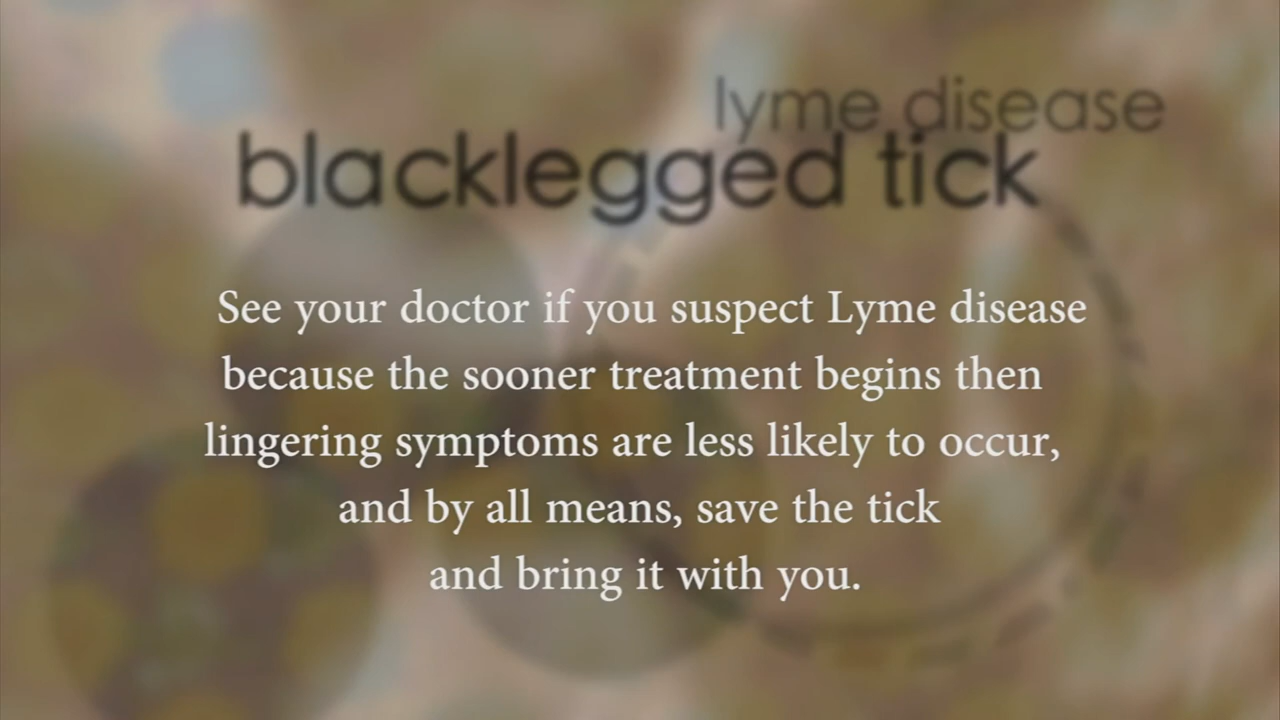 lyme disease
blacklegged tick
See your doctor if you suspect Lyme disease
because the sooner treatment begins then
lingering symptoms are less likely to occur,
and by all means, save the tick
and bring it with you.